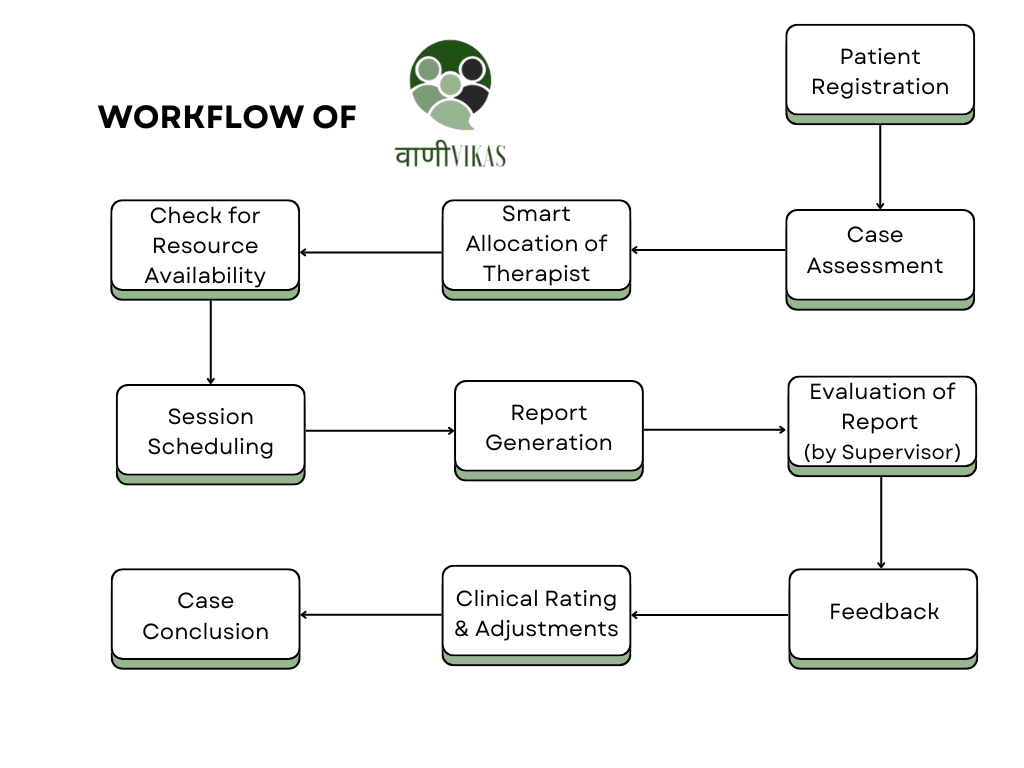 WORKFLOW OF
वाणीVIKAS
Patient
Registration
Case
Assessment
Smart
Allocation of
Therapist
Check for
Resource
Availability
Session
Scheduling
Report
Generation
Evaluation of
Report
(by Supervisor)
Feedback
Clinical Rating
& Adjustments
Case
Conclusion